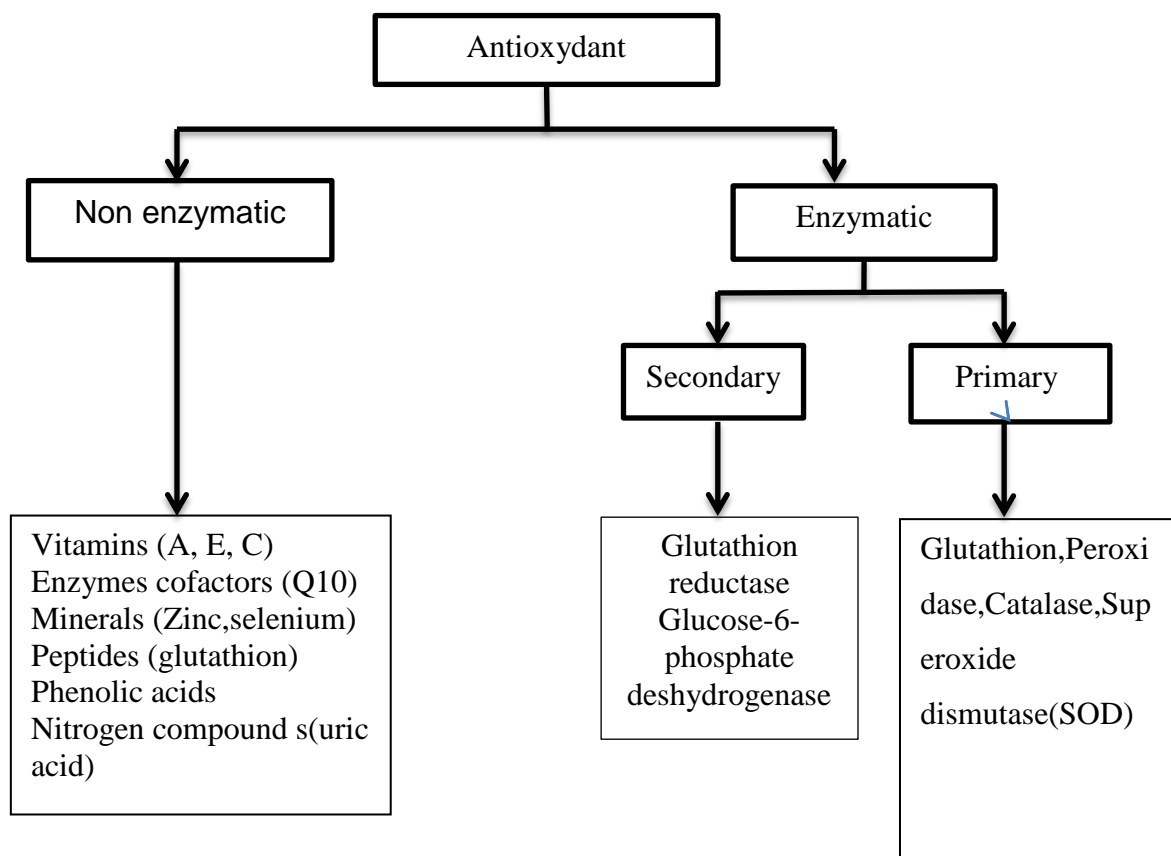 Antioxydant
Non enzymatic
Enzymatic
Secondary
Primary
Vitamins (A, E, C)
Enzymes cofactors (Q10)
Minerals (Zinc,selenium)
Peptides (glutathion)
Phenolic acids
Nitrogen compound s(uric
acid)
Glutathion
reductase
Glucose-6-
phosphate
deshydrogenase
Glutathion,Peroxi
dase,Catalase,Sup
eroxide
dismutase(SOD)